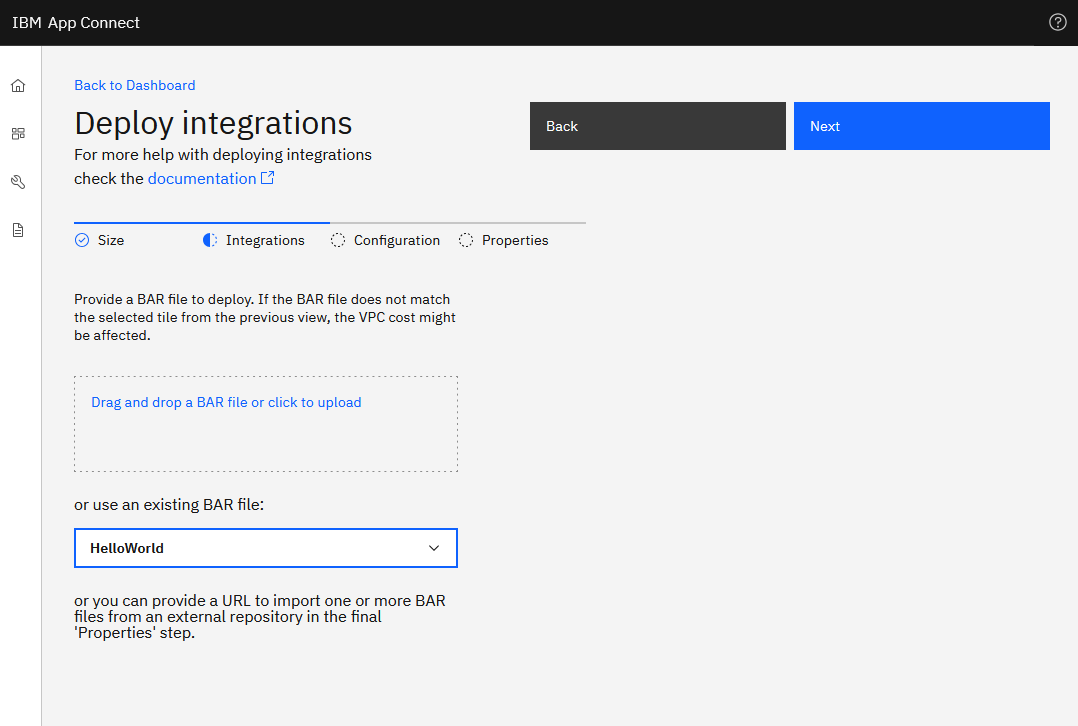 IBM App Connect
Back to Dashboard
Deploy integrations
Back
Next
For more help with deploying integrations
check the documentation
Size
Integrations
Configuration
Properties
Provide a BAR file to deploy. If the BAR file does not match
the selected tile from the previous view, the VPC cost might
be affected.
Drag and drop a BAR file or click to upload
or use an existing BAR file:
HelloWorld
or you can provide a URL to import one or more BAR
files from an external repository in the final
'Properties' step.